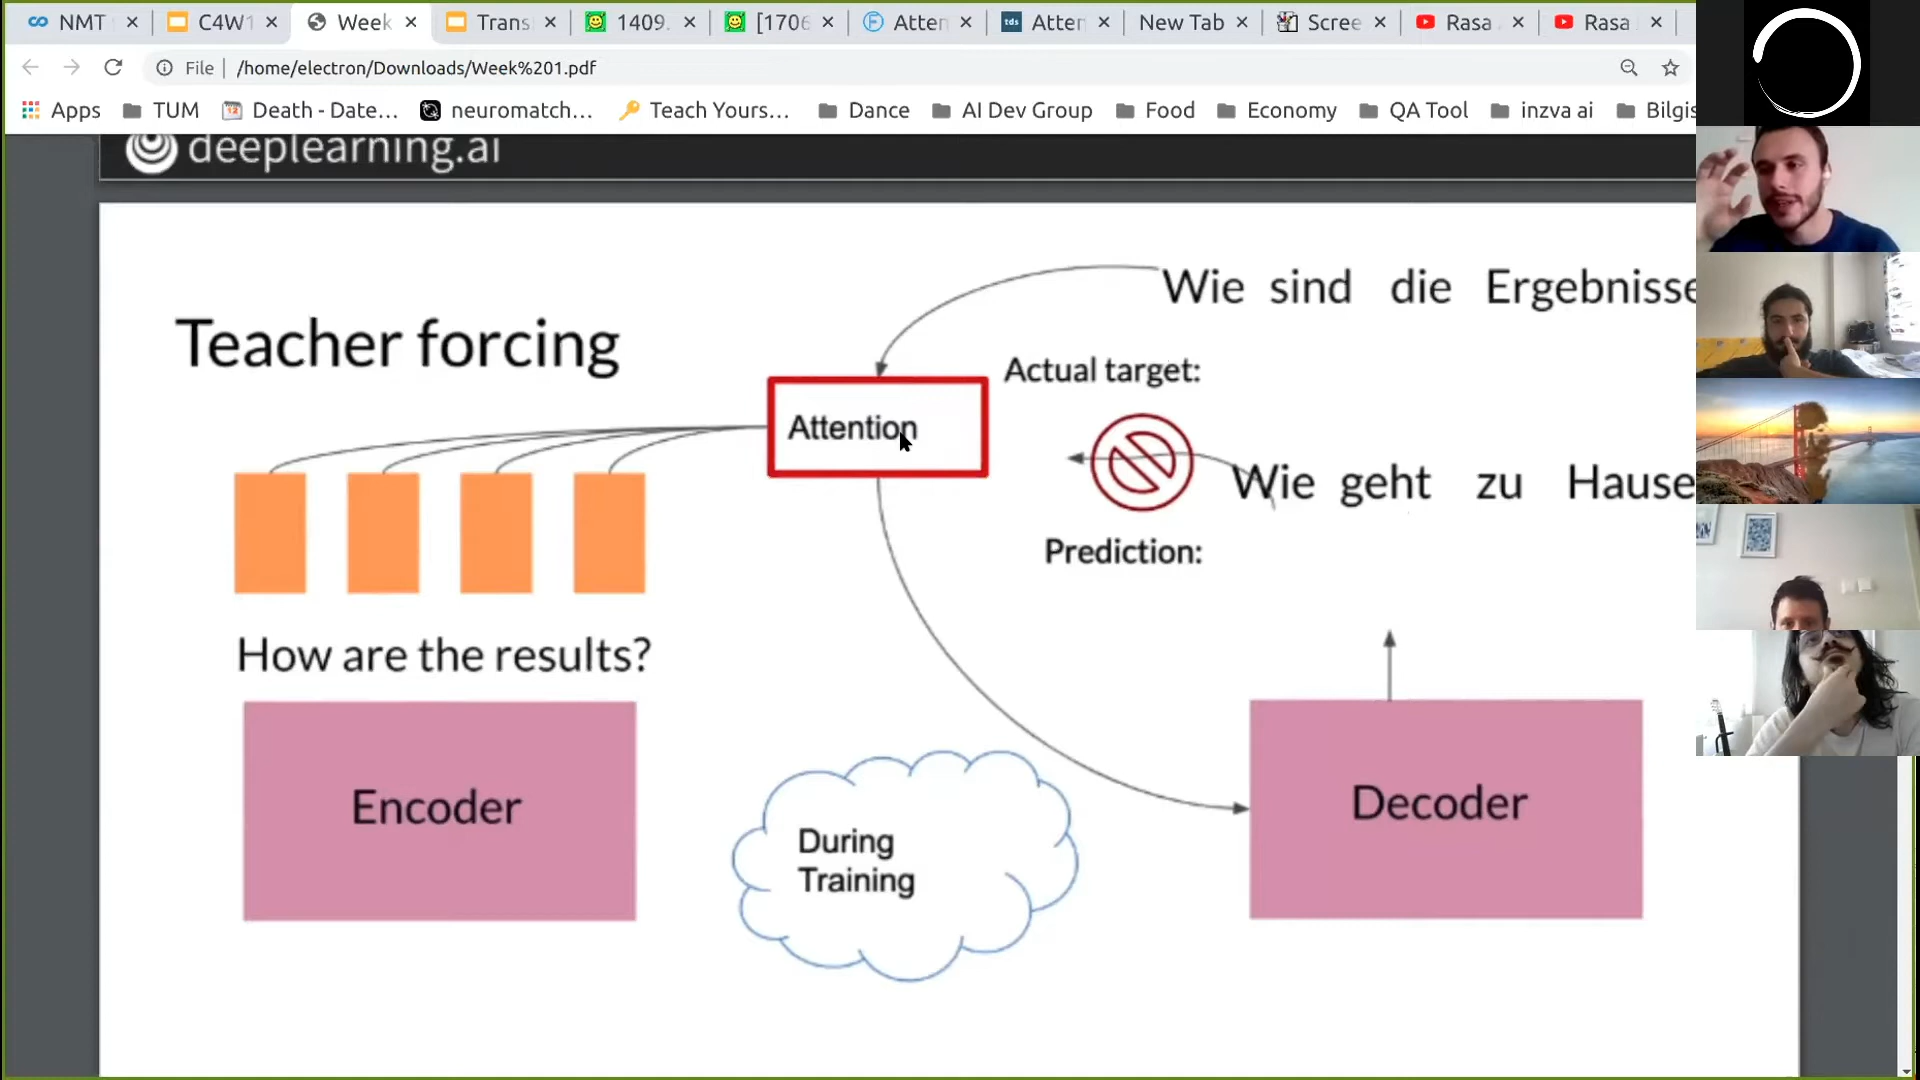 NMT
C4W1
Week
Trans
1409.
[1706
Atten
tds
Atten
New Tab
Scree
Rasa
Rasa
File
/home/electron/Downloads/Week%201.pdf
Apps
TUM
Death - Date...
neuromatch...
Teach Yours...
Dance
AI Dev Group
Food
Economy
QA Tool
inzva ai
Bilgis
deeplearning.ai
Wie sind die Ergebnisse
Teacher forcing
Actual target:
Attention
Wie geht zu Hause
Prediction:
How are the results?
Encoder
During
Training
Decoder